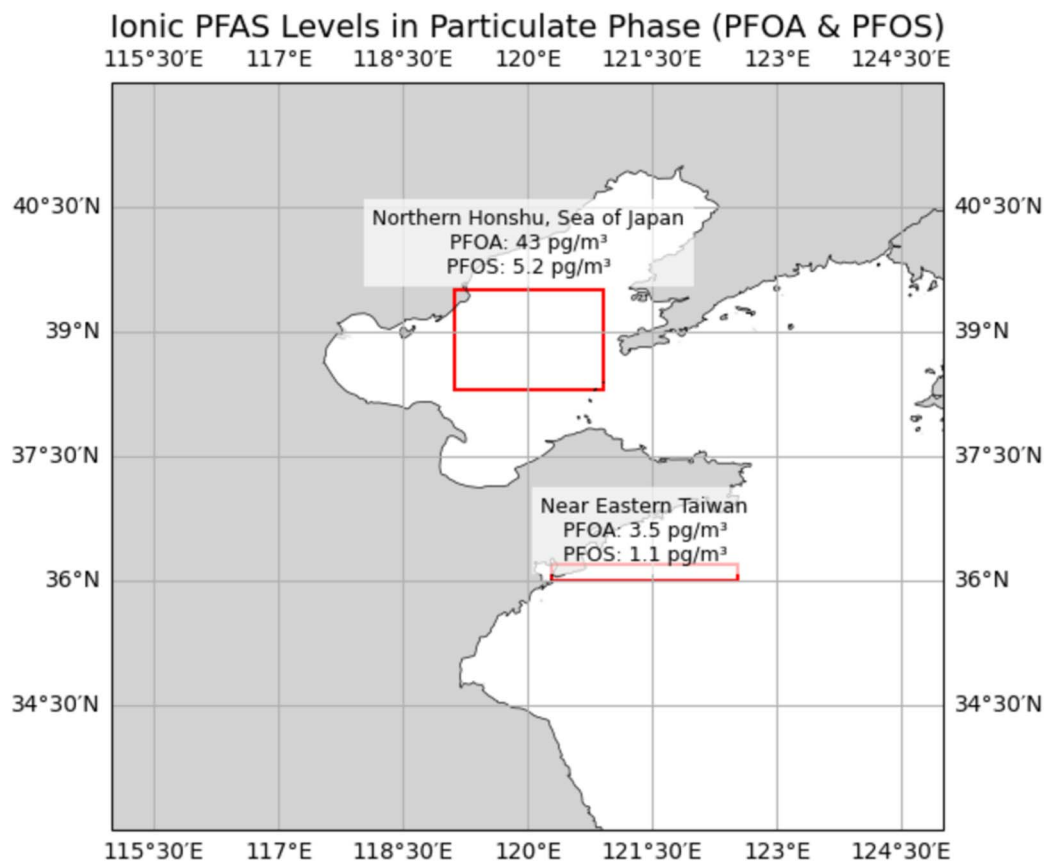 Ionic PFAS Levels in Particulate Phase (PFOA & PFOS)
115°30′E 117°E 118°30′E 120°E 121°30′E 123°E 124°30′E
40°30′N 40°30′N
Northern Honshu, Sea of Japan
PFOA: 43 pg/m³
PFOS: 5.2 pg/m³
39°N 39°N
37°30′N 37°30′N
Near Eastern Taiwan
PFOA: 3.5 pg/m³
PFOS: 1.1 pg/m³
36°N 36°N
34°30′N 34°30′N
115°30′E 117°E 118°30′E 120°E 121°30′E 123°E 124°30′E